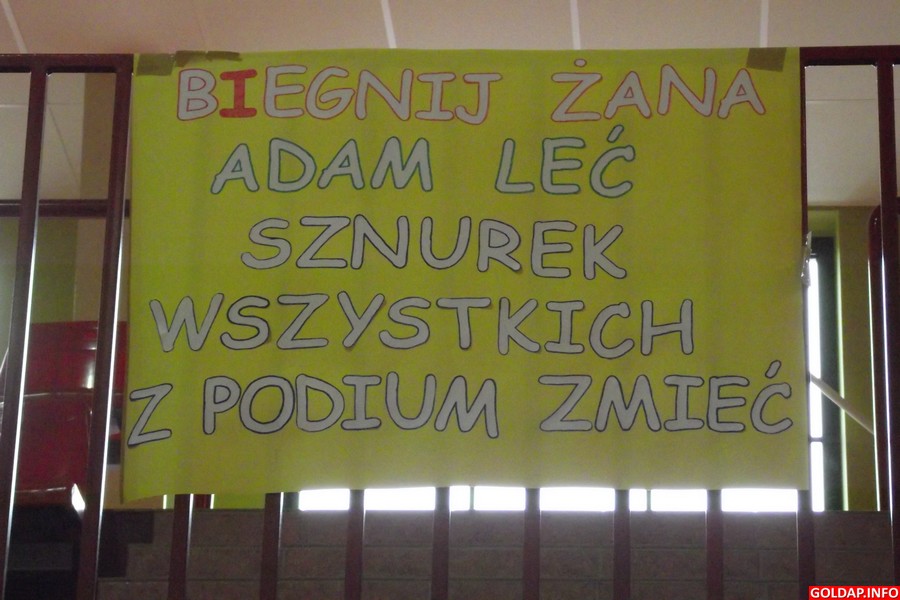 BIEGNIJ ŻANA
ADAM LEĆ
SZNUREK
WSZYSTKICH
Z PODIUM ZMIEĆ
GOLDAP.INFO